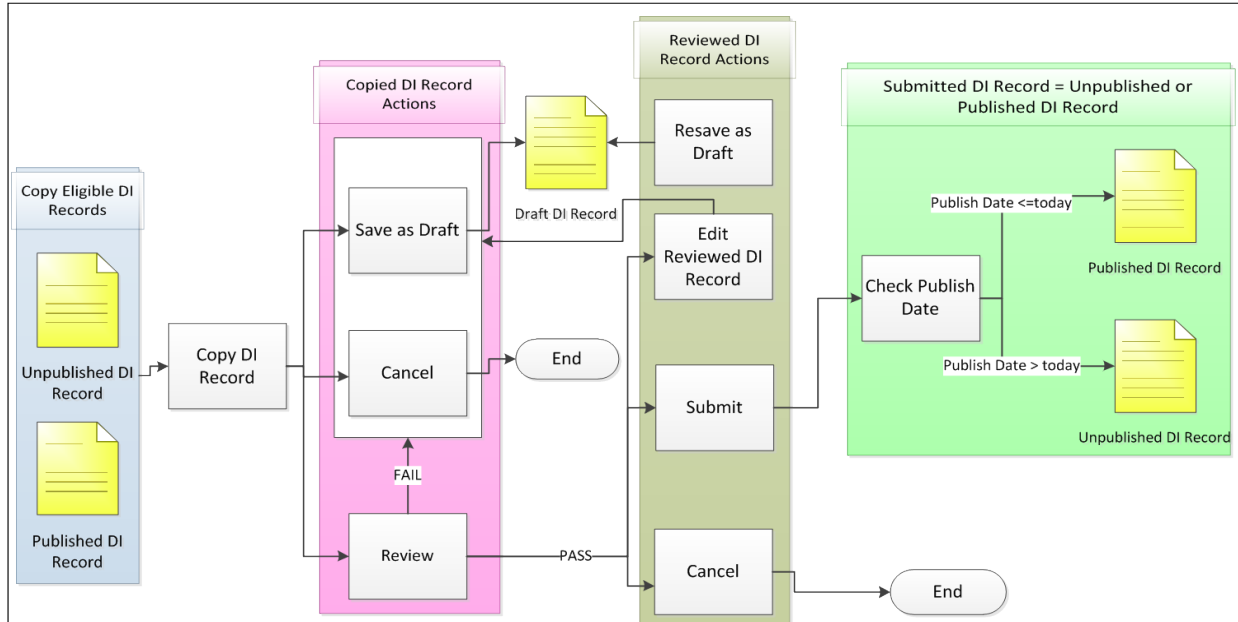 Copy Eligible DI
Records
Unpublished DI
Record
Published DI
Record
Copy DI
Record
Copied DI Record
Actions
Save as Draft
Cancel
FAIL
Review
Draft DI Record
End
PASS
Reviewed DI
Record Actions
Resave as
Draft
Edit
Reviewed DI
Record
Submit
Cancel
End
Submitted DI Record = Unpublished or
Published DI Record
Check Publish
Date
Publish Date <=today
Published DI Record
Publish Date > today
Unpublished DI Record